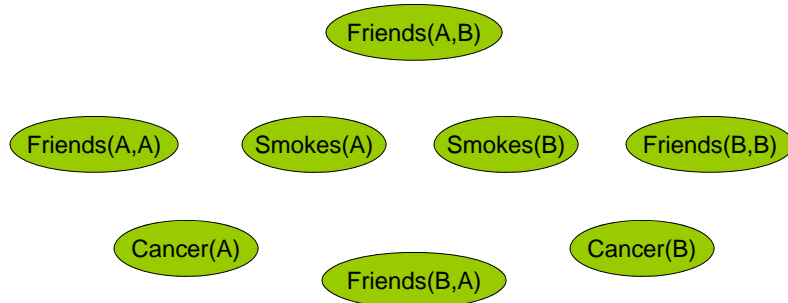 Friends(A,B)
Friends(A,A)
Smokes(A)
Smokes(B)
Friends(B,B)
Cancer(A)
Cancer(B)
Friends(B,A)